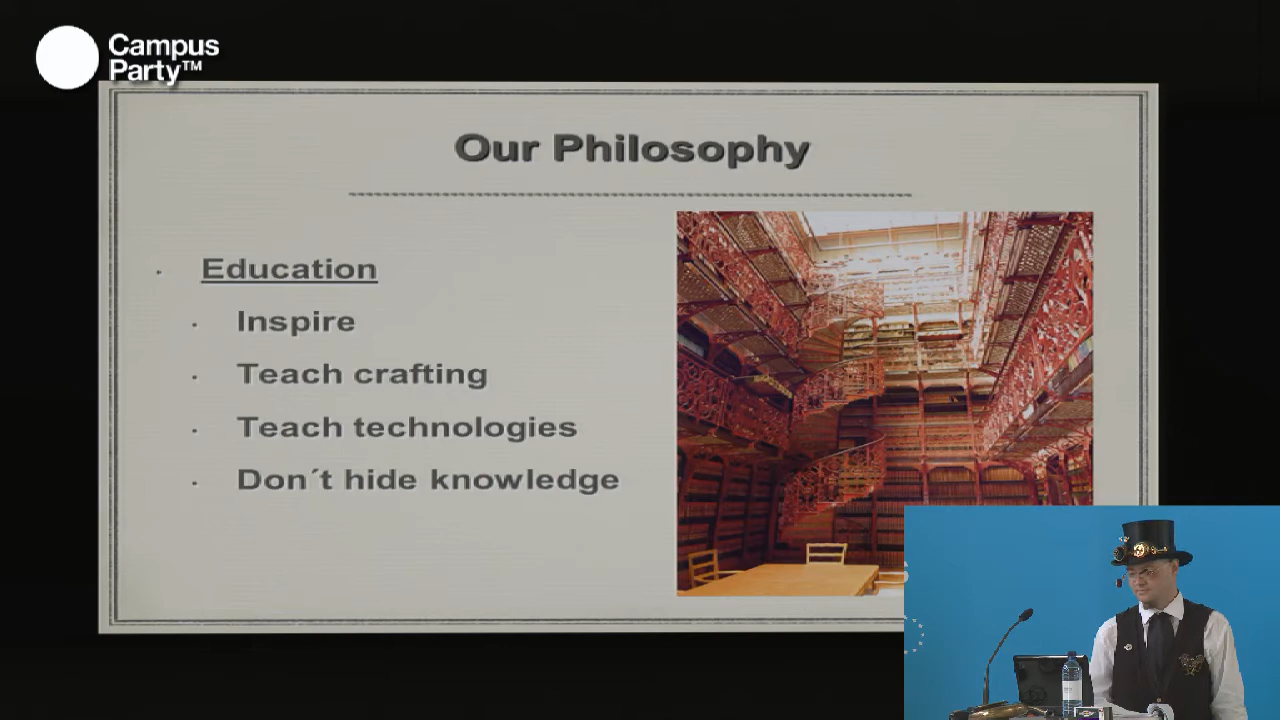 Campus
Party™
Our Philosophy
Education
Inspire
Teach crafting
Teach technologies
Don´t hide knowledge